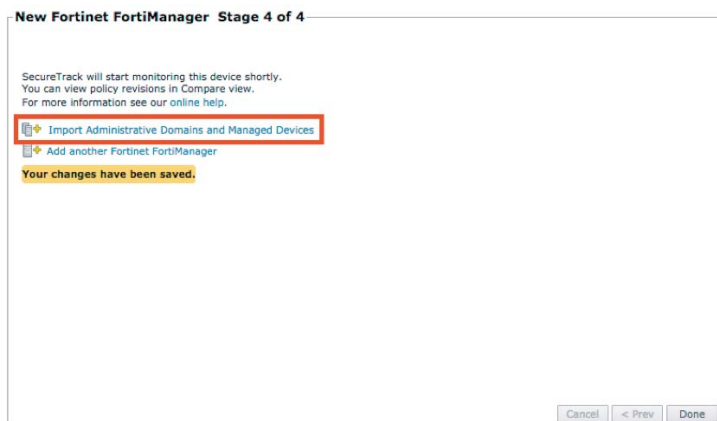 New Fortinet FortiManager Stage 4 of 4
SecureTrack will start monitoring this device shortly.
You can view policy revisions in Compare view.
For more information see our online help.
Import Administrative Domains and Managed Devices
Add another Fortinet FortiManager
Your changes have been saved.
Cancel < Prev Done